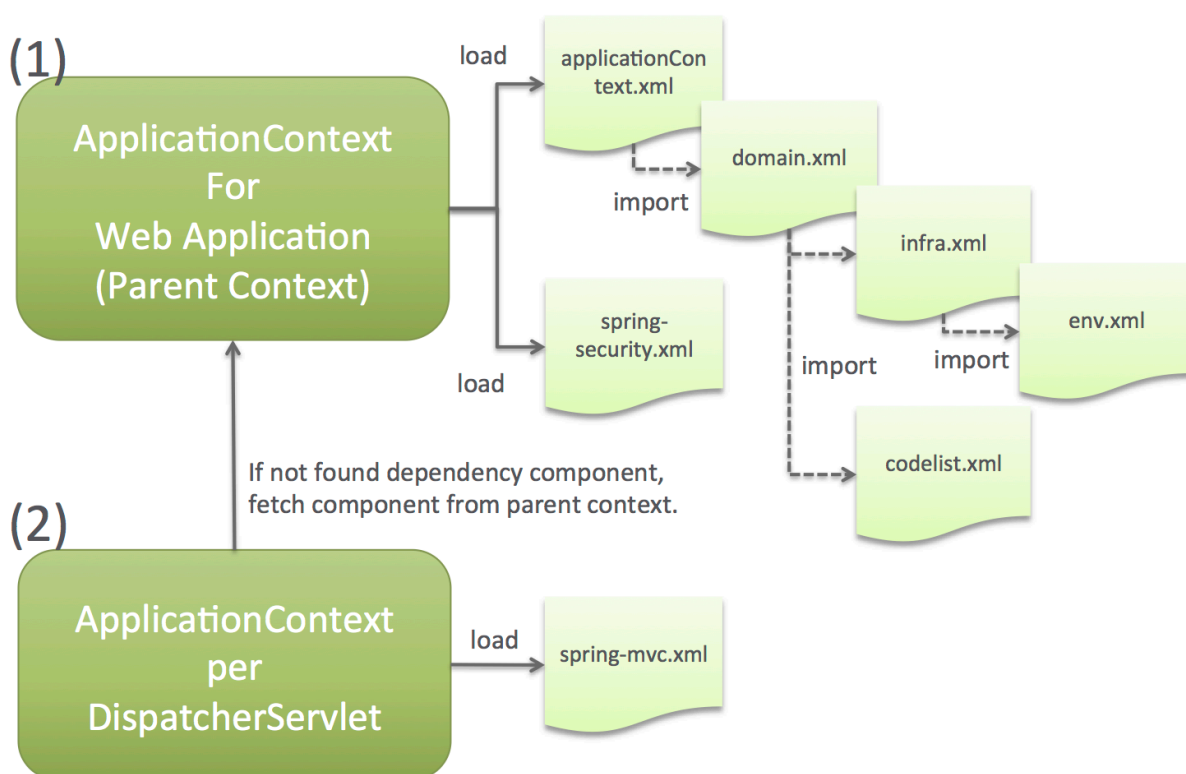 (1)
ApplicationContext
For
Web Application
(Parent Context)
load
applicationCon
text.xml
import
domain.xml
infra.xml
import
env.xml
import
codelist.xml
load
spring-
security.xml
If not found dependency component,
fetch component from parent context.
(2)
ApplicationContext
per
DispatcherServlet
load
spring-mvc.xml